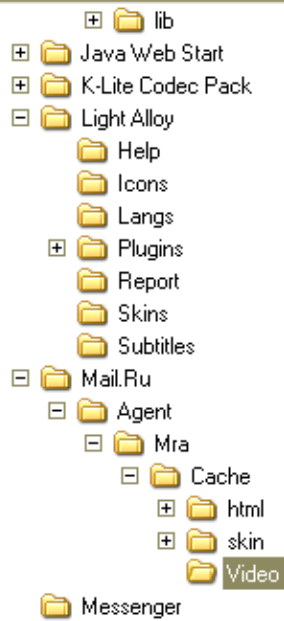 lib
Java Web Start
K-Lite Codec Pack
Light Alloy
Help
Icons
Langs
Plugins
Report
Skins
Subtitles
Mail.Ru
Agent
Mra
Cache
html
skin
Video
Messenger